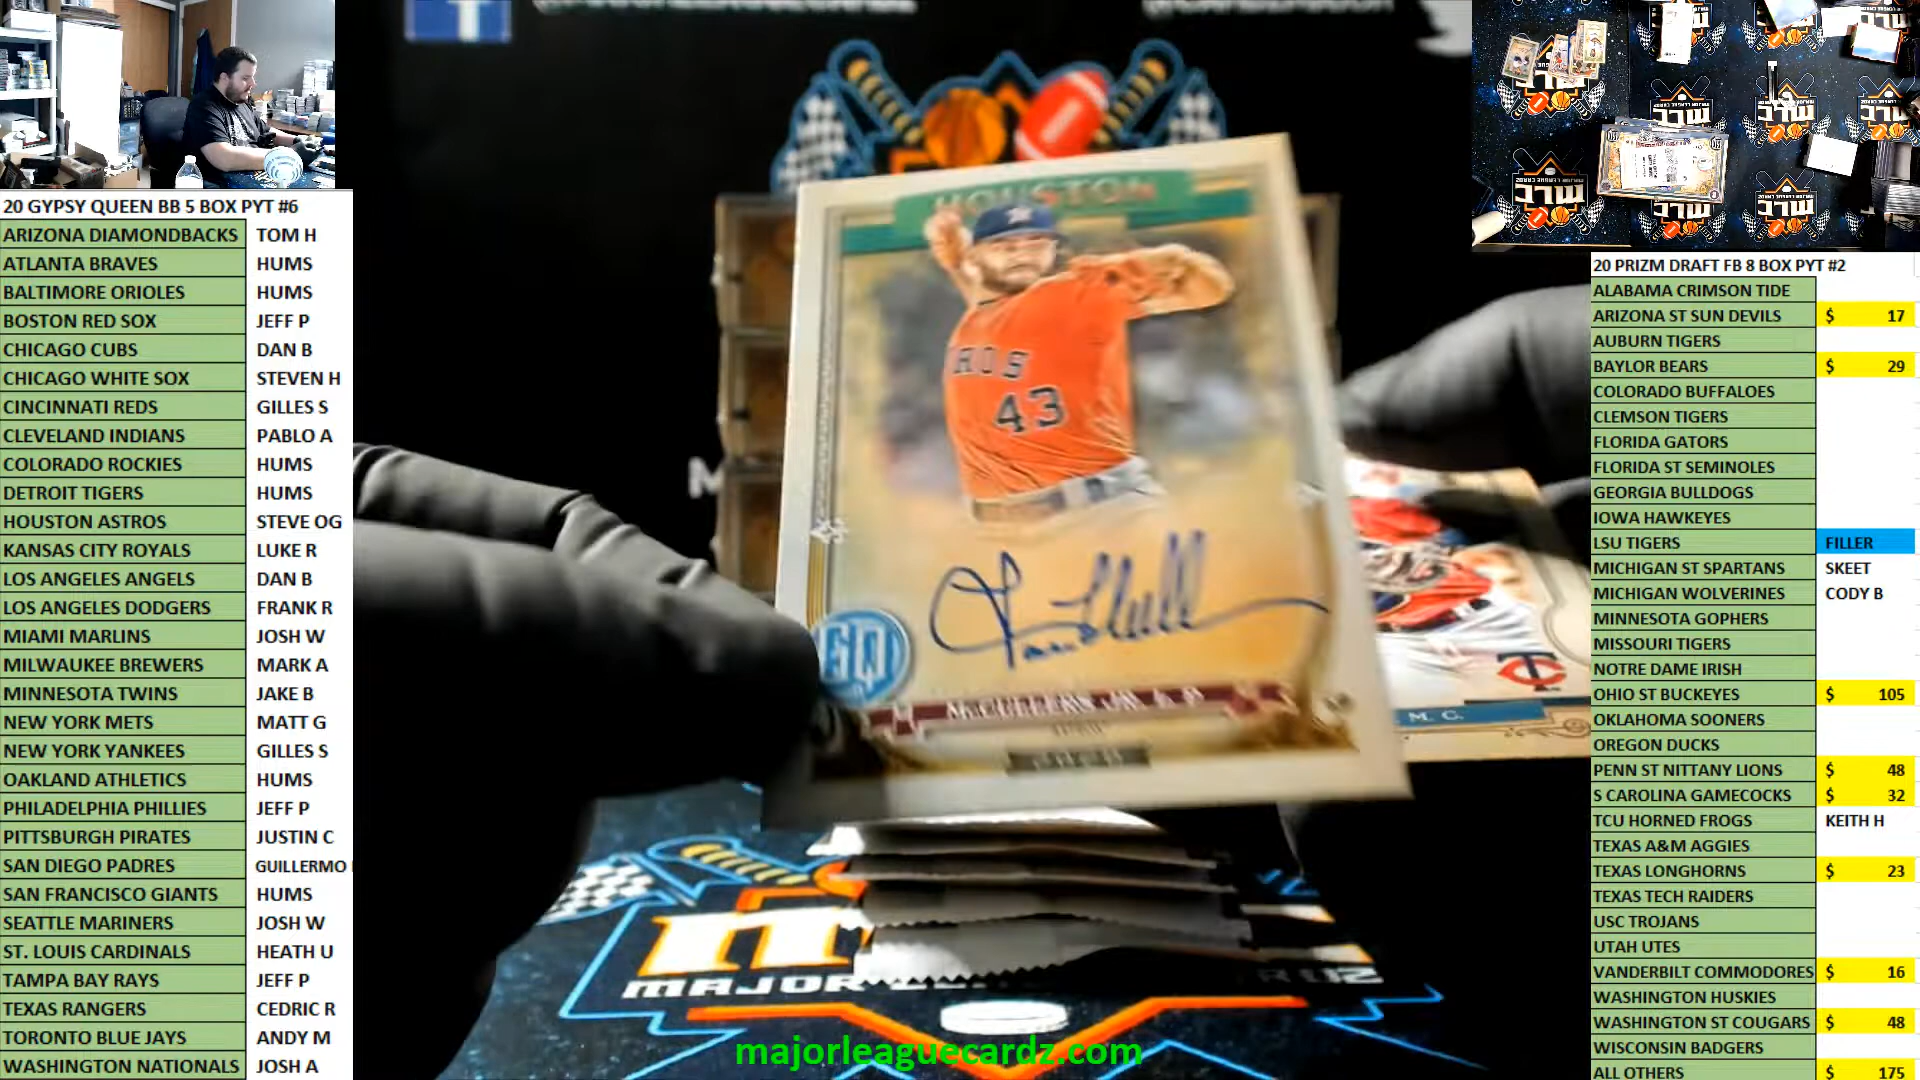 20 GYPSY QUEEN BB 5 BOX PYT #6
ARIZONA DIAMONDBACKS TOM H
ATLANTA BRAVES HUMS
BALTIMORE ORIOLES HUMS
BOSTON RED SOX JEFF P
CHICAGO CUBS DAN B
CHICAGO WHITE SOX STEVEN H
CINCINNATI REDS GILLES S
CLEVELAND INDIANS PABLO A
COLORADO ROCKIES HUMS
DETROIT TIGERS HUMS
HOUSTON ASTROS STEVE OG
KANSAS CITY ROYALS LUKE R
LOS ANGELES ANGELS DAN B
LOS ANGELES DODGERS FRANK R
MIAMI MARLINS JOSH W
MILWAUKEE BREWERS MARK A
MINNESOTA TWINS JAKE B
NEW YORK METS MATT G
NEW YORK YANKEES GILLES S
OAKLAND ATHLETICS HUMS
PHILADELPHIA PHILLIES JEFF P
PITTSBURGH PIRATES JUSTIN C
SAN DIEGO PADRES GUILLERMO
SAN FRANCISCO GIANTS HUMS
SEATTLE MARINERS JOSH W
ST. LOUIS CARDINALS HEATH U
TAMPA BAY RAYS JEFF P
TEXAS RANGERS CEDRIC R
TORONTO BLUE JAYS ANDY M
WASHINGTON NATIONALS JOSH A
HOUSTON
ROS
43
GQ
MCCULLERS JR.
M. C.
MAJOR
majorleaguecardz.com
20 PRIZM DRAFT FB 8 BOX PYT #2
ALABAMA CRIMSON TIDE
ARIZONA ST SUN DEVILS $ 17
AUBURN TIGERS
BAYLOR BEARS $ 29
COLORADO BUFFALOES
CLEMSON TIGERS
FLORIDA GATORS
FLORIDA ST SEMINOLES
GEORGIA BULLDOGS
IOWA HAWKEYES
LSU TIGERS FILLER
MICHIGAN ST SPARTANS SKEET
MICHIGAN WOLVERINES CODY B
MINNESOTA GOPHERS
MISSOURI TIGERS
NOTRE DAME IRISH
OHIO ST BUCKEYES $ 105
OKLAHOMA SOONERS
OREGON DUCKS
PENN ST NITTANY LIONS $ 48
S CAROLINA GAMECOCKS $ 32
TCU HORNED FROGS KEITH H
TEXAS A&M AGGIES
TEXAS LONGHORNS $ 23
TEXAS TECH RAIDERS
USC TROJANS
UTAH UTES
VANDERBILT COMMODORES $ 16
WASHINGTON HUSKIES
WASHINGTON ST COUGARS $ 48
WISCONSIN BADGERS
ALL OTHERS $ 175